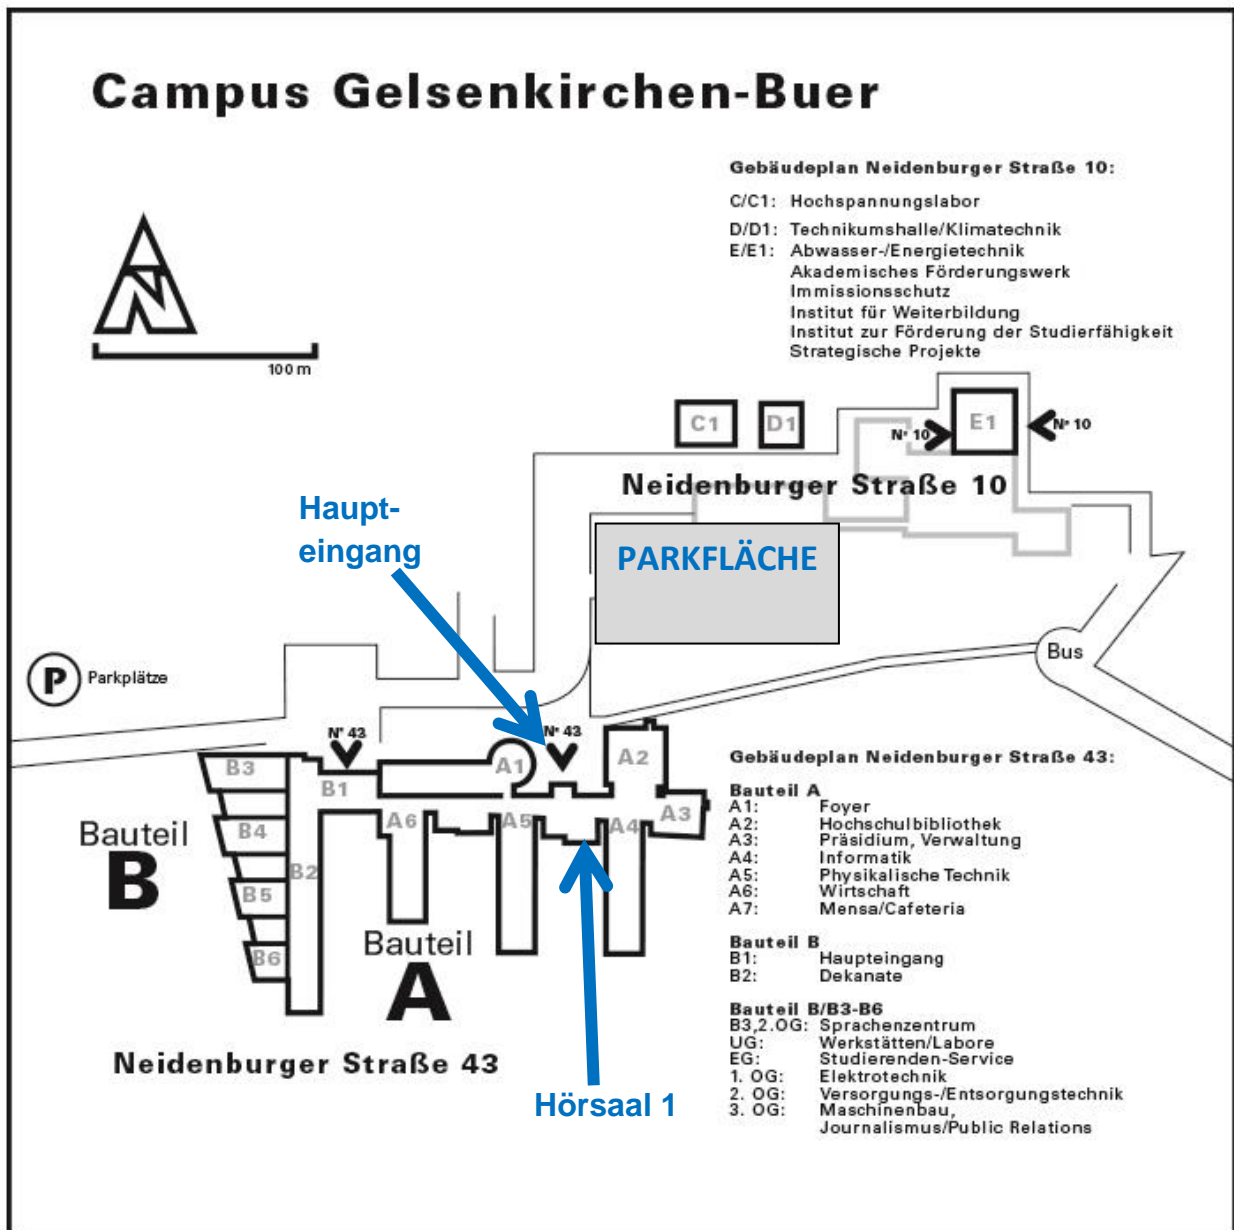 Campus Gelsenkirchen-Buer
Gebäudeplan Neidenburger Straße 10:
C/C1: Hochspannungslabor
D/D1: Technikumshalle/Klimatechnik
E/E1: Abwasser-/Energietechnik
Akademisches Förderungswerk
Immissionsschutz
Institut für Weiterbildung
Institut zur Förderung der Studierfähigkeit
Strategische Projekte
N
100 m
C1
D1
E1
N° 10
N° 10
Neidenburger Straße 10
Haupt-
eingang
PARKFLÄCHE
Bus
P
Parkplätze
N° 43
N° 43
A1
A2
A3
A4
A5
A6
B1
B2
B3
B4
B5
B6
Bauteil
B
Bauteil
A
Neidenburger Straße 43
Hörsaal 1
Gebäudeplan Neidenburger Straße 43:
Bauteil A
A1: Foyer
A2: Hochschulbibliothek
A3: Präsidium, Verwaltung
A4: Informatik
A5: Physikalische Technik
A6: Wirtschaft
A7: Mensa/Cafeteria
Bauteil B
B1: Haupteingang
B2: Dekanate
Bauteil B/B3-B6
B3,2.OG: Sprachenzentrum
UG: Werkstätten/Labore
EG: Studierenden-Service
1. OG: Elektrotechnik
2. OG: Versorgungs-/Entsorgungstechnik
3. OG: Maschinenbau,
Journalismus/Public Relations